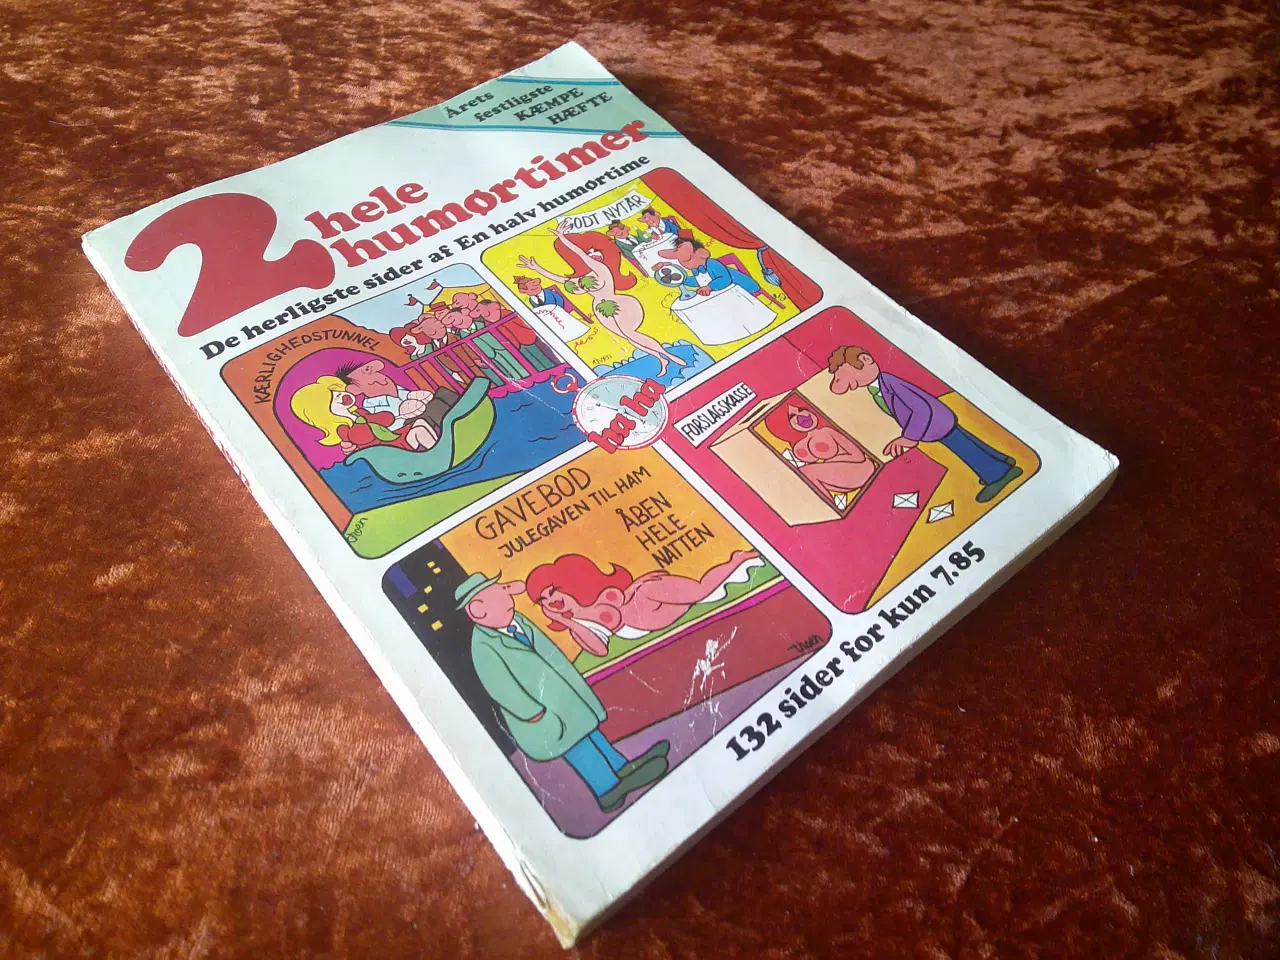 Årets
festligste
KÆMPE
HÆFTE
2 hele
humørtimer
De herligste sider af En halv humørtime
KÆRLIGHEDSTUNNEL
GODT NYTÅR
ha ha
FORSLAGSKASSE
GAVEBOD
JULEGAVEN TIL HAM
ÅBEN
HELE
NATTEN
132 sider for kun 7.85